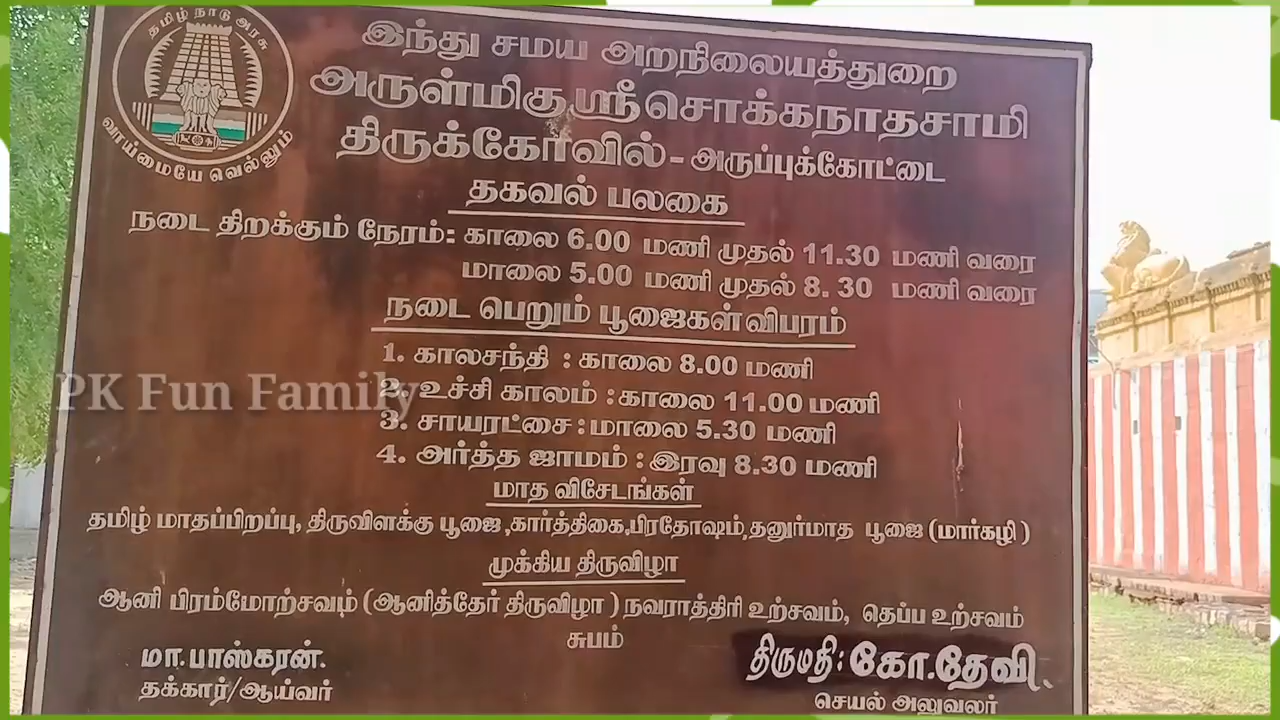 தமிழ் நாடு அரசு
வாய்மையே வெல்லும்
இந்து சமய அறநிலையத்துறை
அருள்மிகு ஸ்ரீசொக்கநாதசாமி
திருக்கோவில் - அருப்புக்கோட்டை
தகவல் பலகை
நடை திறக்கும் நேரம்: காலை 6.00 மணி முதல் 11.30 மணி வரை
மாலை 5.00 மணி முதல் 8.30 மணி வரை
நடை பெறும் பூஜைகள் விபரம்
1. காலசந்தி : காலை 8.00 மணி
2. உச்சி காலம் : காலை 11.00 மணி
3. சாயரட்சை : மாலை 5.30 மணி
4. அர்த்த ஜாமம் : இரவு 8.30 மணி
மாத விசேடங்கள்
தமிழ் மாதப்பிறப்பு, திருவிளக்கு பூஜை ,கார்த்திகை,பிரதோஷம்,தனுர்மாத பூஜை (மார்கழி )
முக்கிய திருவிழா
ஆனி பிரம்மோற்சவம் (ஆனித்தேர் திருவிழா ) நவராத்திரி உற்சவம், தெப்ப உற்சவம்
சுபம்
மா.பாஸ்கரன்.
தக்கார்/ஆய்வர்
திருமதி: கோ.தேவி.
செயல் அலுவலர்
PK Fun Family